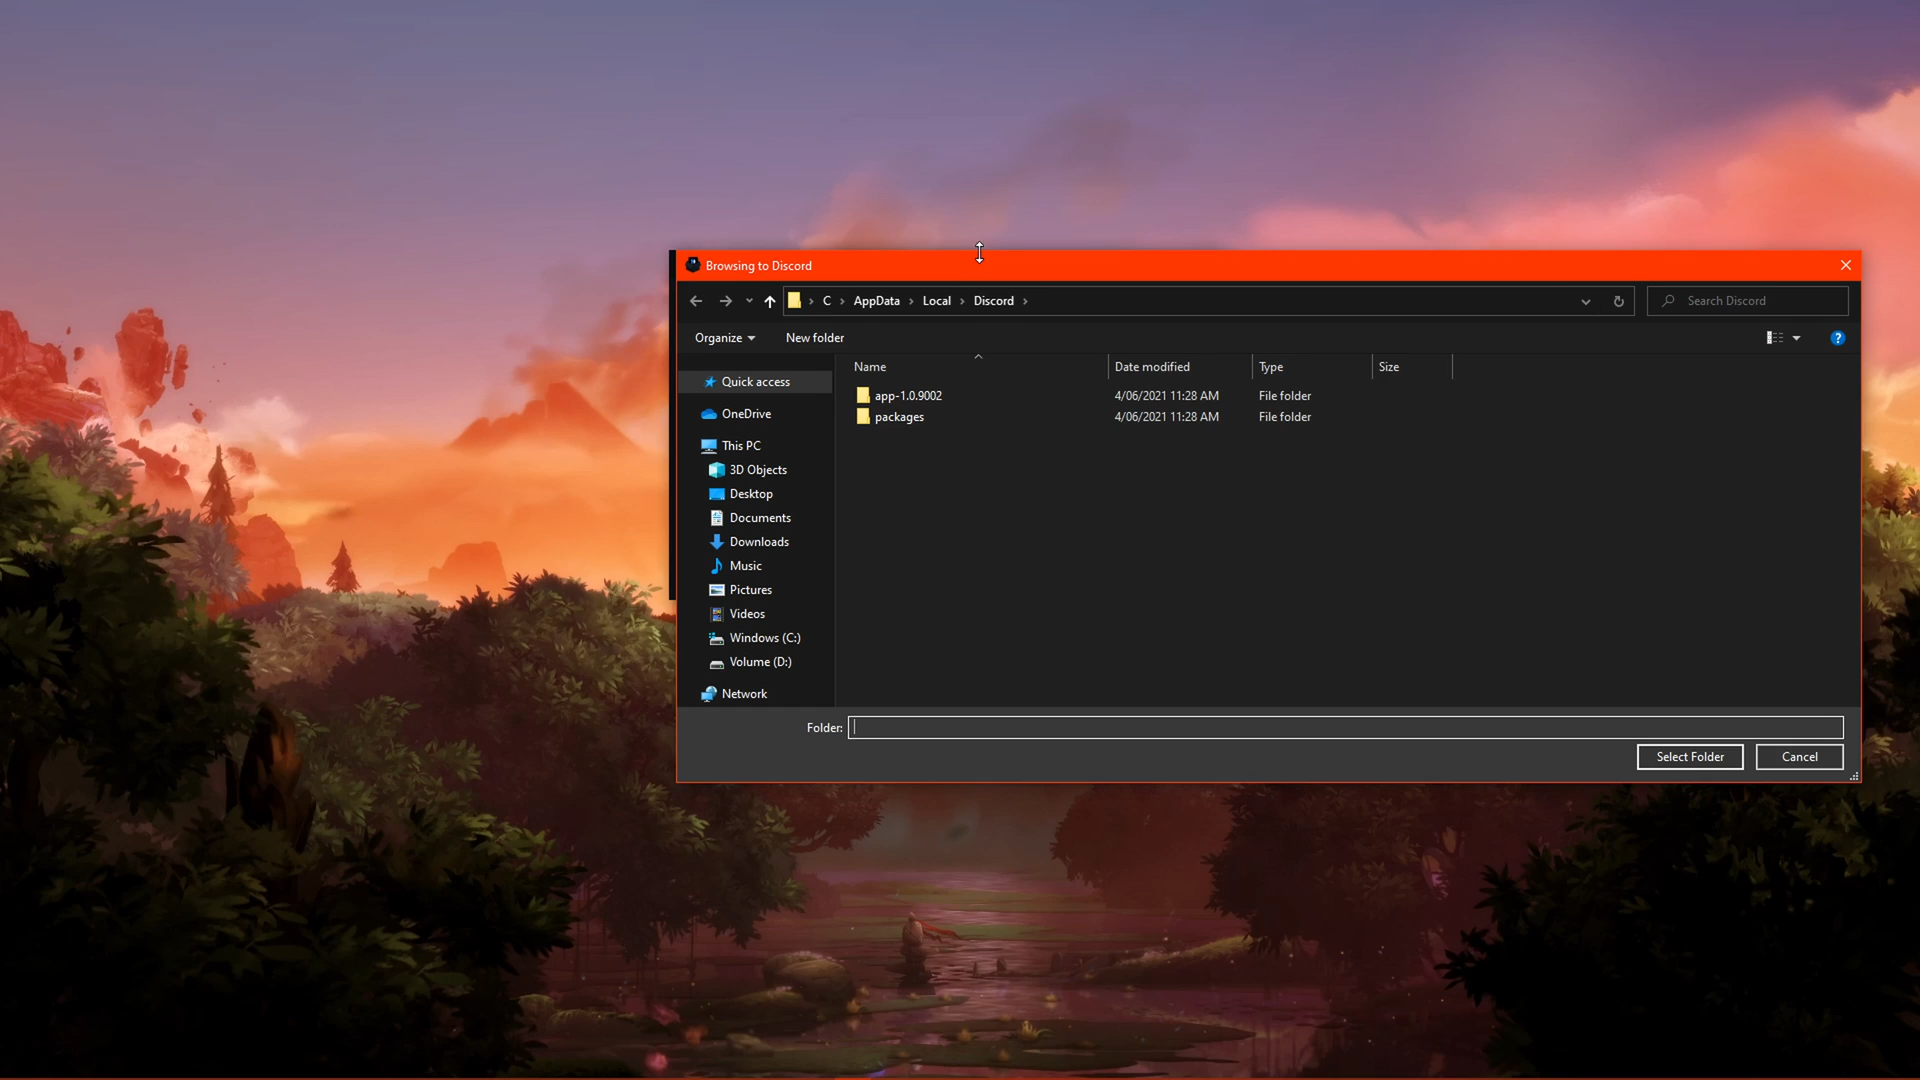 Browsing to Discord
C AppData Local Discord
Search Discord
Organize New folder
Name Date modified Type Size
app-1.0.9002 4/06/2021 11:28 AM File folder
packages 4/06/2021 11:28 AM File folder
Quick access
OneDrive
This PC
3D Objects
Desktop
Documents
Downloads
Music
Pictures
Videos
Windows (C:)
Volume (D:)
Network
Folder:
Select Folder Cancel